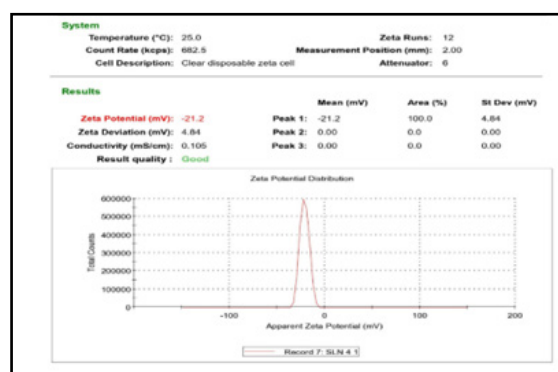 System
Temperature (°C): 25.0 Zeta Runs: 12
Count Rate (kcps): 682.5 Measurement Position (mm): 2.00
Cell Description: Clear disposable zeta cell Attenuator: 6
Results
Mean (mV) Area (%) St Dev (mV)
Zeta Potential (mV): -21.2 Peak 1: -21.2 100.0 4.84
Zeta Deviation (mV): 4.84 Peak 2: 0.00 0.0 0.00
Conductivity (mS/cm): 0.105 Peak 3: 0.00 0.0 0.00
Result quality : Good
Zeta Potential Distribution
600000
500000
400000
300000
200000
100000
0
Total Counts
-100 0 100 200
Apparent Zeta Potential (mV)
Record 7: SLN 4 1